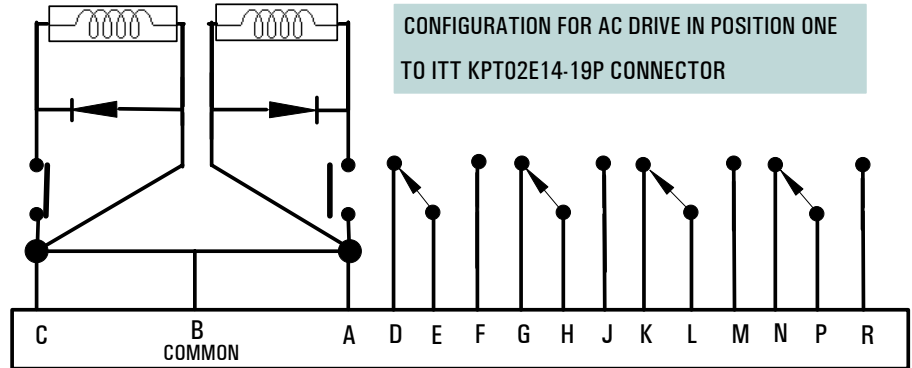 CONFIGURATION FOR AC DRIVE IN POSITION ONE
TO ITT KPT02E14-19P CONNECTOR
C B A D E F G H J K L M N P R
COMMON